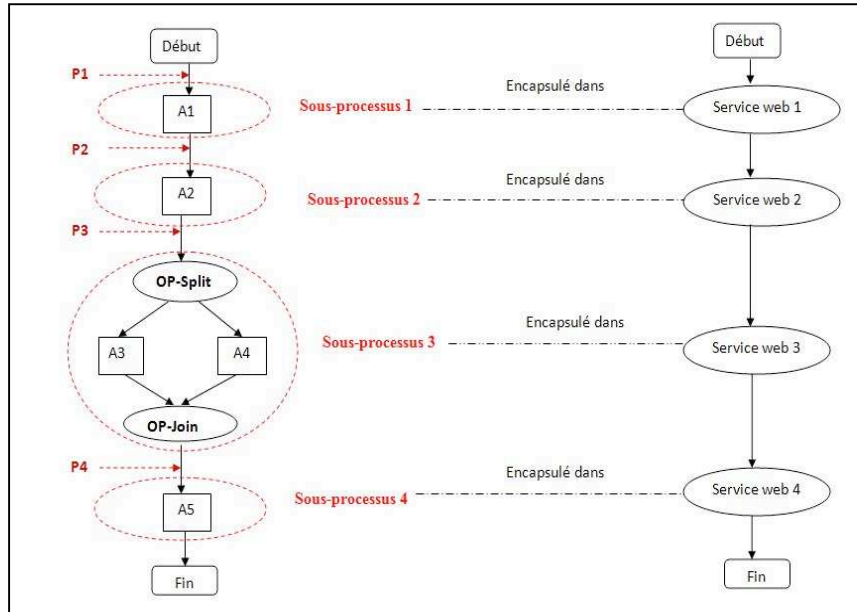 Début
Début
P1
Encapsulé dans
A1
Sous-processus 1
Service web 1
P2
Encapsulé dans
A2
Sous-processus 2
Service web 2
P3
OP-Split
Encapsulé dans
A3
A4
Sous-processus 3
Service web 3
OP-Join
P4
Encapsulé dans
A5
Sous-processus 4
Service web 4
Fin
Fin